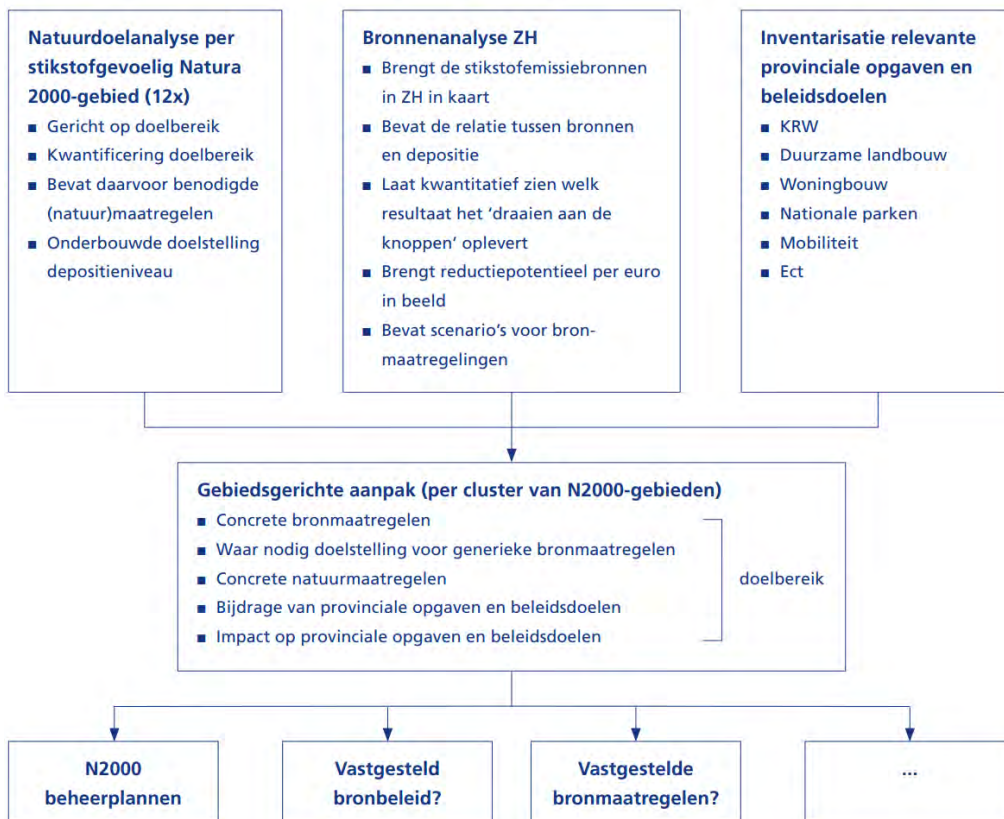 Natuurdoelanalyse per
stikstofgevoelig Natura
2000-gebied (12x)
■ Gericht op doelbereik
■ Kwantificering doelbereik
■ Bevat daarvoor benodigde
(natuur)maatregelen
■ Onderbouwde doelstelling
depositieniveau
Bronnenanalyse ZH
■ Brengt de stikstofemissiebronnen
in ZH in kaart
■ Bevat de relatie tussen bronnen
en depositie
■ Laat kwantitatief zien welk
resultaat het ‘draaien aan de
knoppen’ oplevert
■ Brengt reductiepotentieel per euro
in beeld
■ Bevat scenario’s voor bron-
maatregelingen
Inventarisatie relevante
provinciale opgaven en
beleidsdoelen
■ KRW
■ Duurzame landbouw
■ Woningbouw
■ Nationale parken
■ Mobiliteit
■ Ect
Gebiedsgerichte aanpak (per cluster van N2000-gebieden)
■ Concrete bronmaatregelen
■ Waar nodig doelstelling voor generieke bronmaatregelen
■ Concrete natuurmaatregelen
■ Bijdrage van provinciale opgaven en beleidsdoelen
■ Impact op provinciale opgaven en beleidsdoelen
doelbereik
N2000
beheerplannen
Vastgesteld
bronbeleid?
Vastgestelde
bronmaatregelen?
...